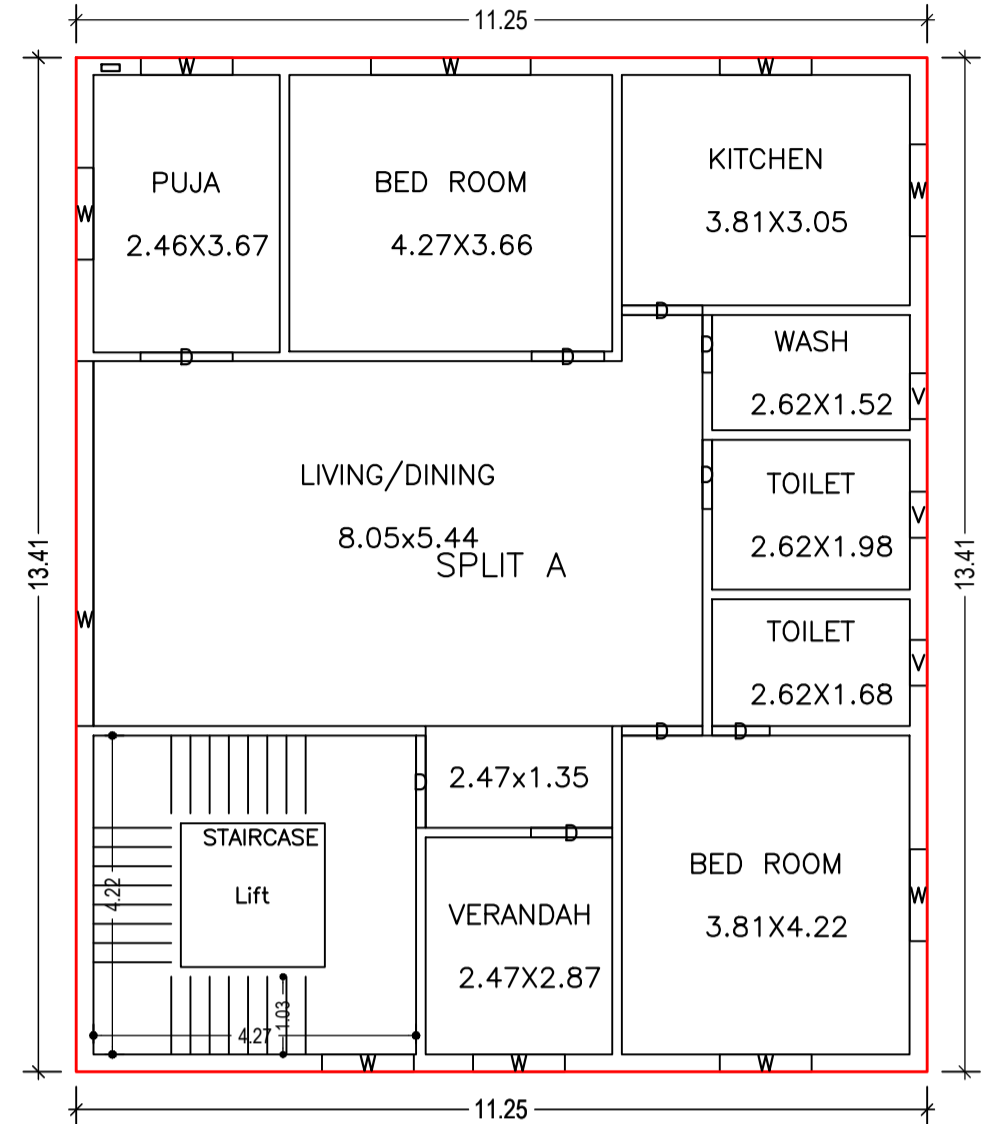 11.25
W W W
PUJA
2.46X3.67
BED ROOM
4.27X3.66
KITCHEN
3.81X3.05
W
W
D
D
D
D
WASH
2.62X1.52
V
LIVING/DINING
8.05x5.44
SPLIT A
D
TOILET
2.62X1.98
V
13.41
13.41
W
TOILET
2.62X1.68
V
D
D
2.47x1.35
D
D
STAIRCASE
Lift
4.22
4.27
1.03
VERANDAH
2.47X2.87
BED ROOM
3.81X4.22
W
W W W
11.25